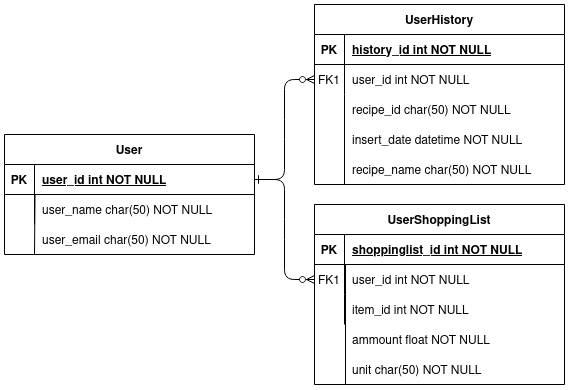 UserHistory
PK history_id int NOT NULL
FK1 user_id int NOT NULL
recipe_id char(50) NOT NULL
insert_date datetime NOT NULL
recipe_name char(50) NOT NULL
User
PK user_id int NOT NULL
user_name char(50) NOT NULL
user_email char(50) NOT NULL
UserShoppingList
PK shoppinglist_id int NOT NULL
FK1 user_id int NOT NULL
item_id int NOT NULL
ammount float NOT NULL
unit char(50) NOT NULL